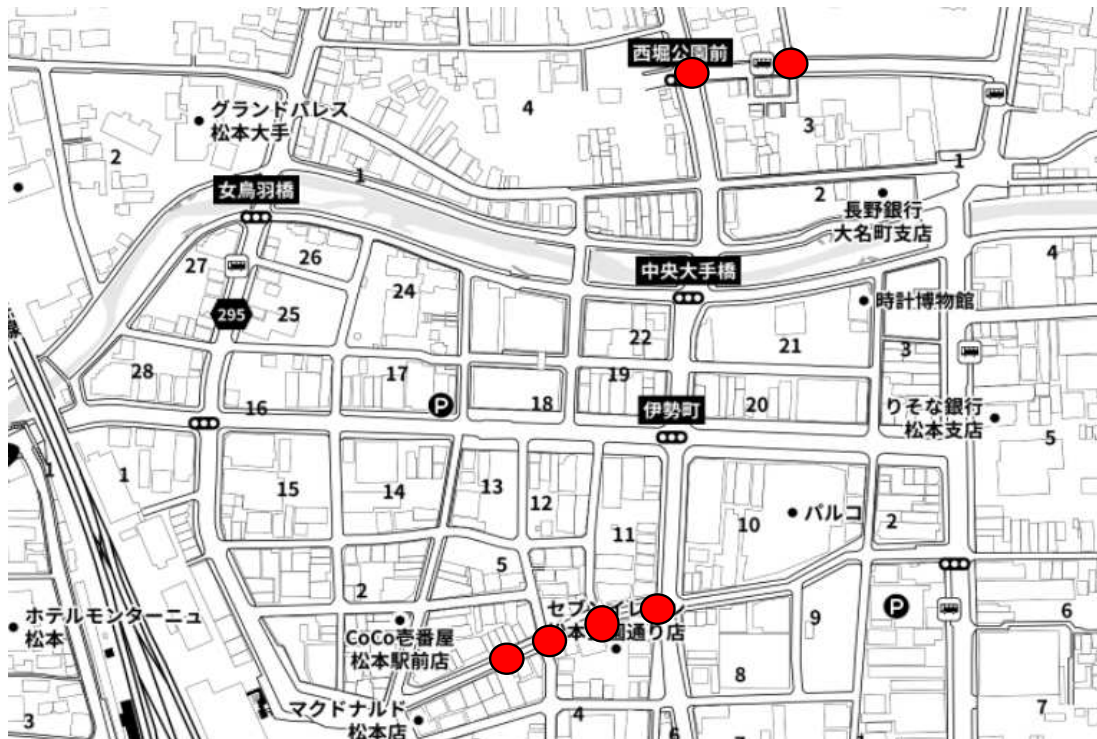 西堀公園前
4
グランドパレス
松本大手
3
2
1
1
女鳥羽橋
2
長野銀行
大名町支店
4
26
27
中央大手橋
24
時計博物館
295
25
22
21
3
28
17
19
P
18
20
伊勢町
りそな銀行
松本支店
16
5
1
1
15
14
13
12
11
10
パルコ
2
5
2
9
P
6
ホテルモンターニュ
松本
CoCo壱番屋
松本駅前店
8
マクドナルド
松本店
4
3
7
6